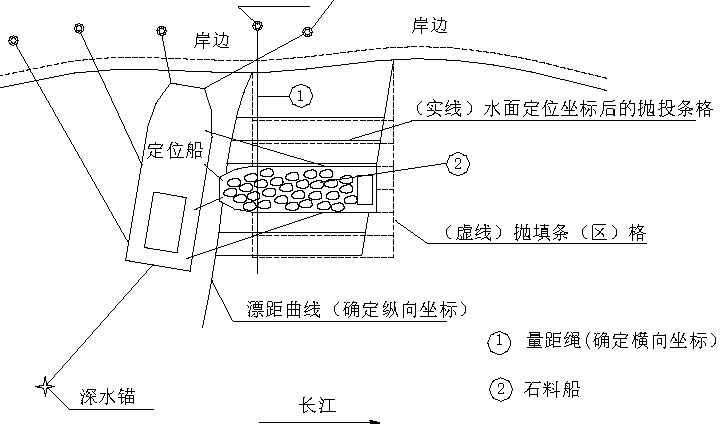 岸边
岸边
①
（实线）水面定位坐标后的抛投条格
定位船
②
（虚线）抛填条（区）格
漂距曲线（确定纵向坐标）
① 量距绳(确定横向坐标）
② 石料船
深水锚
长江